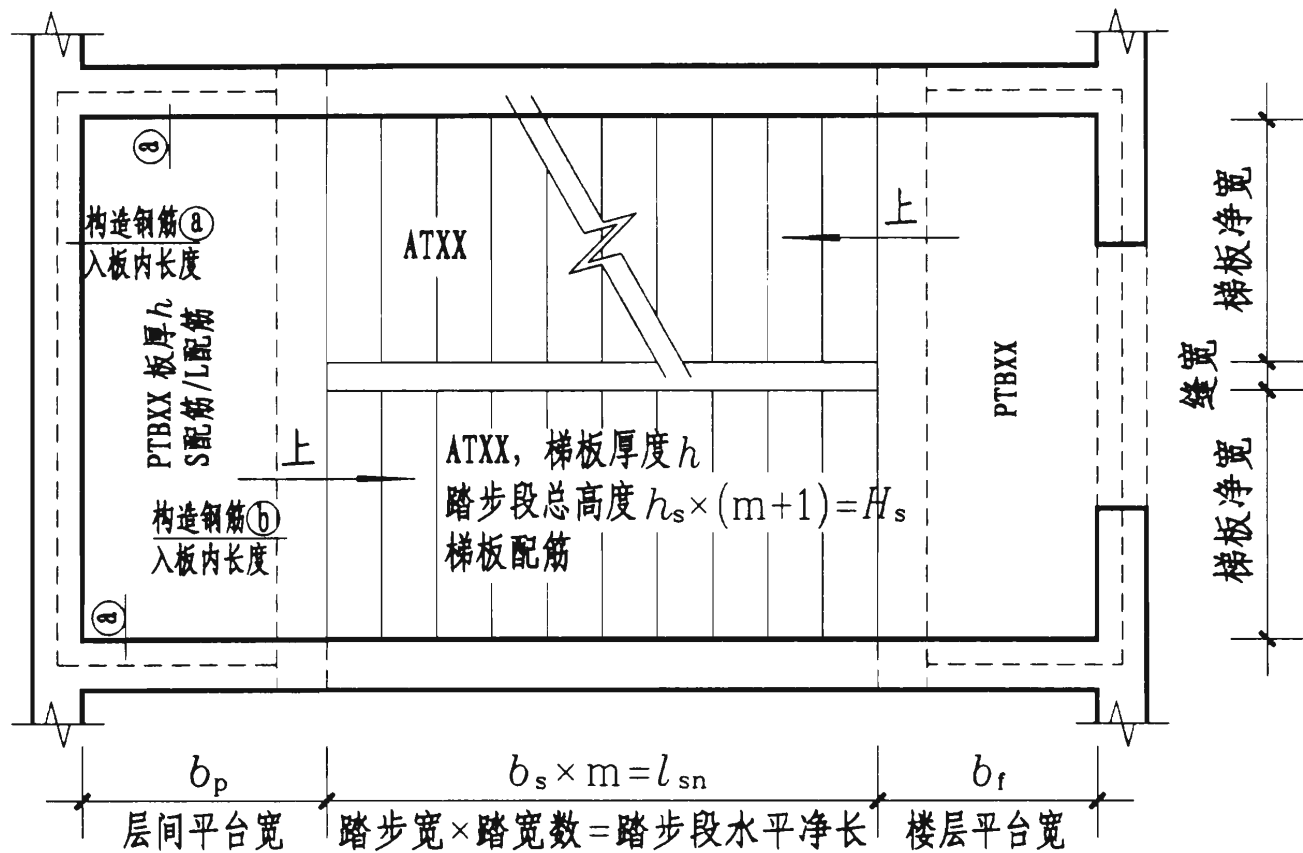 ⓐ
构造钢筋ⓐ
入板内长度
ATXX
上
PTBXX 板厚h
S配筋/L配筋
上
构造钢筋ⓑ
入板内长度
ⓐ
ATXX, 梯板厚度h
踏步段总高度hₛ×(m+1)=Hₛ
梯板配筋
PTBXX
梯板净宽
缝宽
梯板净宽
bₚ
bₛ×m=lₛₙ
b_f
层间平台宽
踏步宽×踏宽数=踏步段水平净长
楼层平台宽